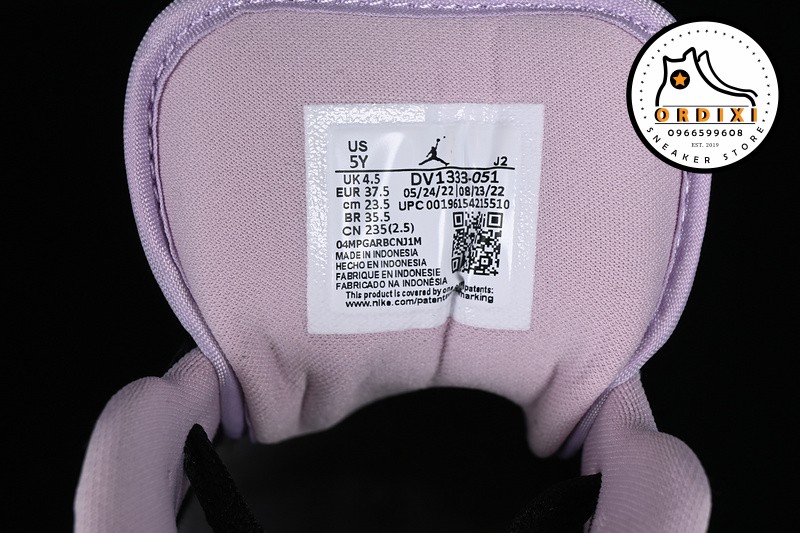 US
5Y
J2
UK 4.5 DV1333-051
EUR 37.5 05/24/22 08/23/22
cm 23.5 UPC 00196154215510
BR 35.5
CN 235(2.5)
04MPGARBCNJ1M
MADE IN INDONESIA
HECHO EN INDONESIA
FABRIQUE EN INDONESIE
FABRICADO NA INDONÉSIA
This product is covered by one patents;
www.nike.com/patent marking
ORDIXI
0966599608
EST. 2019
SNEAKER STORE